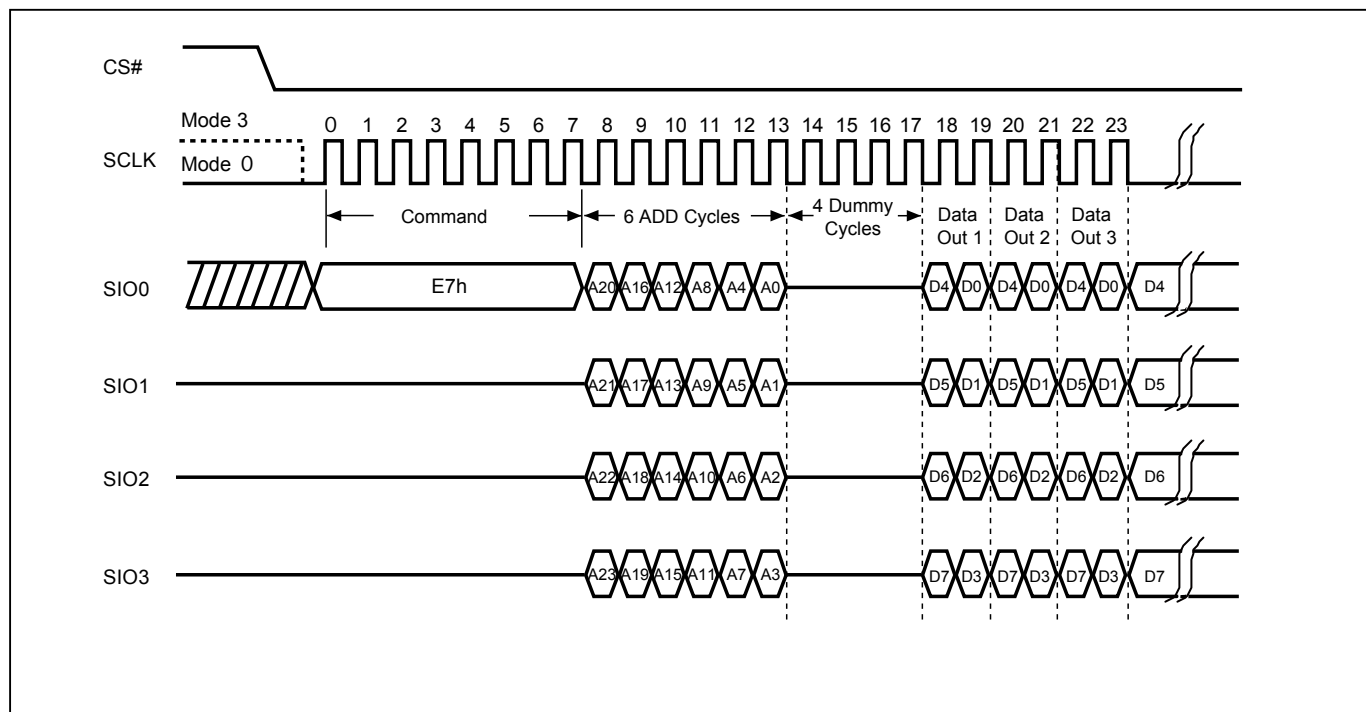 CS#
Mode 3
SCLK
Mode 0
0 1 2 3 4 5 6 7 8 9 10 11 12 13 14 15 16 17 18 19 20 21 22 23
Command
6 ADD Cycles
4 Dummy
Cycles
Data
Out 1
Data
Out 2
Data
Out 3
SIO0
E7h
A20 A16 A12 A8 A4 A0
D4 D0 D4 D0 D4 D0 D4
SIO1
A21 A17 A13 A9 A5 A1
D5 D1 D5 D1 D5 D1 D5
SIO2
A22 A18 A14 A10 A6 A2
D6 D2 D6 D2 D6 D2 D6
SIO3
A23 A19 A15 A11 A7 A3
D7 D3 D7 D3 D7 D3 D7